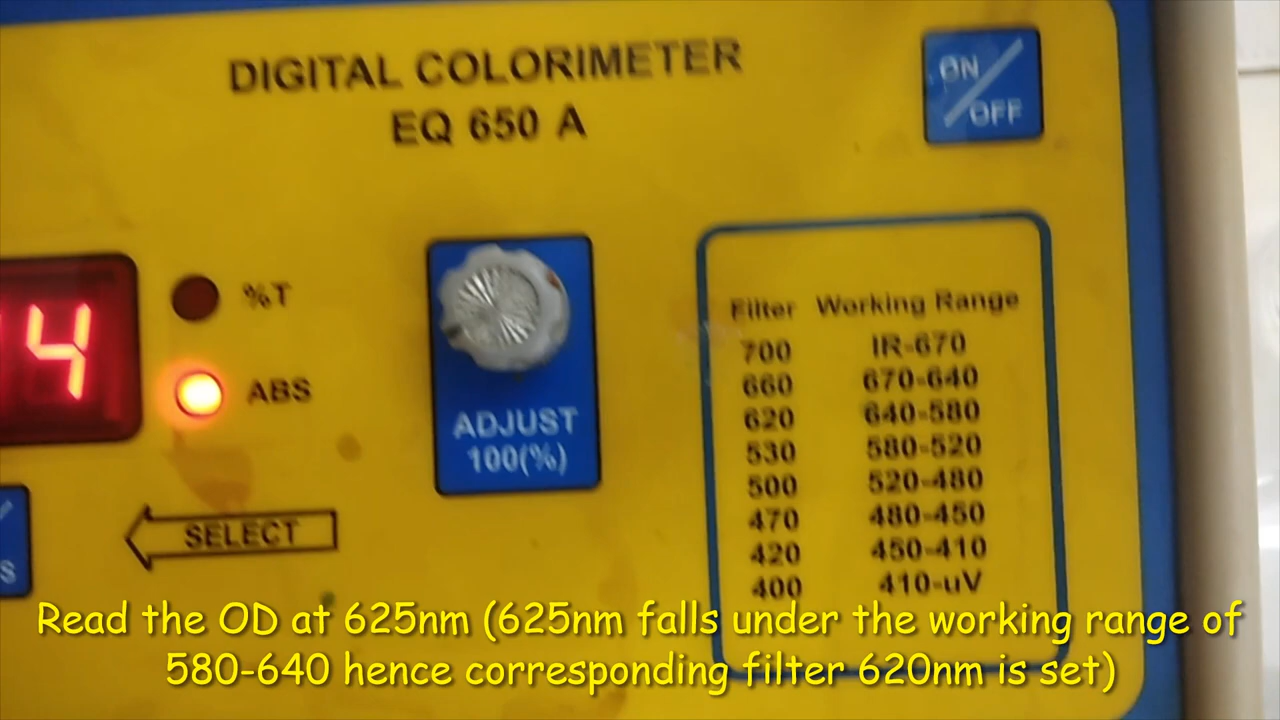 DIGITAL COLORIMETER
EQ 650 A
ON/OFF
4
%T
ABS
ADJUST
100(%)
SELECT
S
Filter Working Range
700 IR-670
660 670-640
620 640-580
530 580-520
500 520-480
470 480-450
420 450-410
400 410-uV
Read the OD at 625nm (625nm falls under the working range of
580-640 hence corresponding filter 620nm is set)